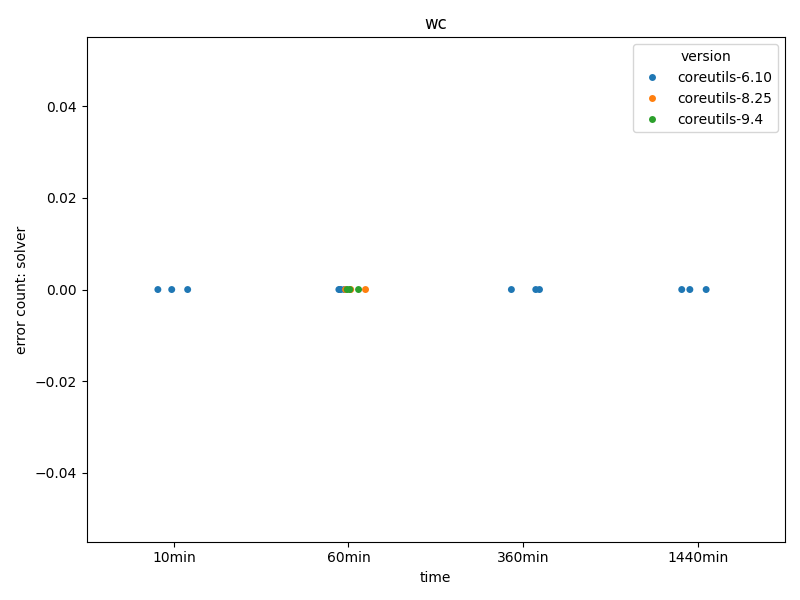 wc
version
coreutils-6.10
coreutils-8.25
coreutils-9.4
error count: solver
0.04
0.02
0.00
−0.02
−0.04
10min
60min
360min
1440min
time